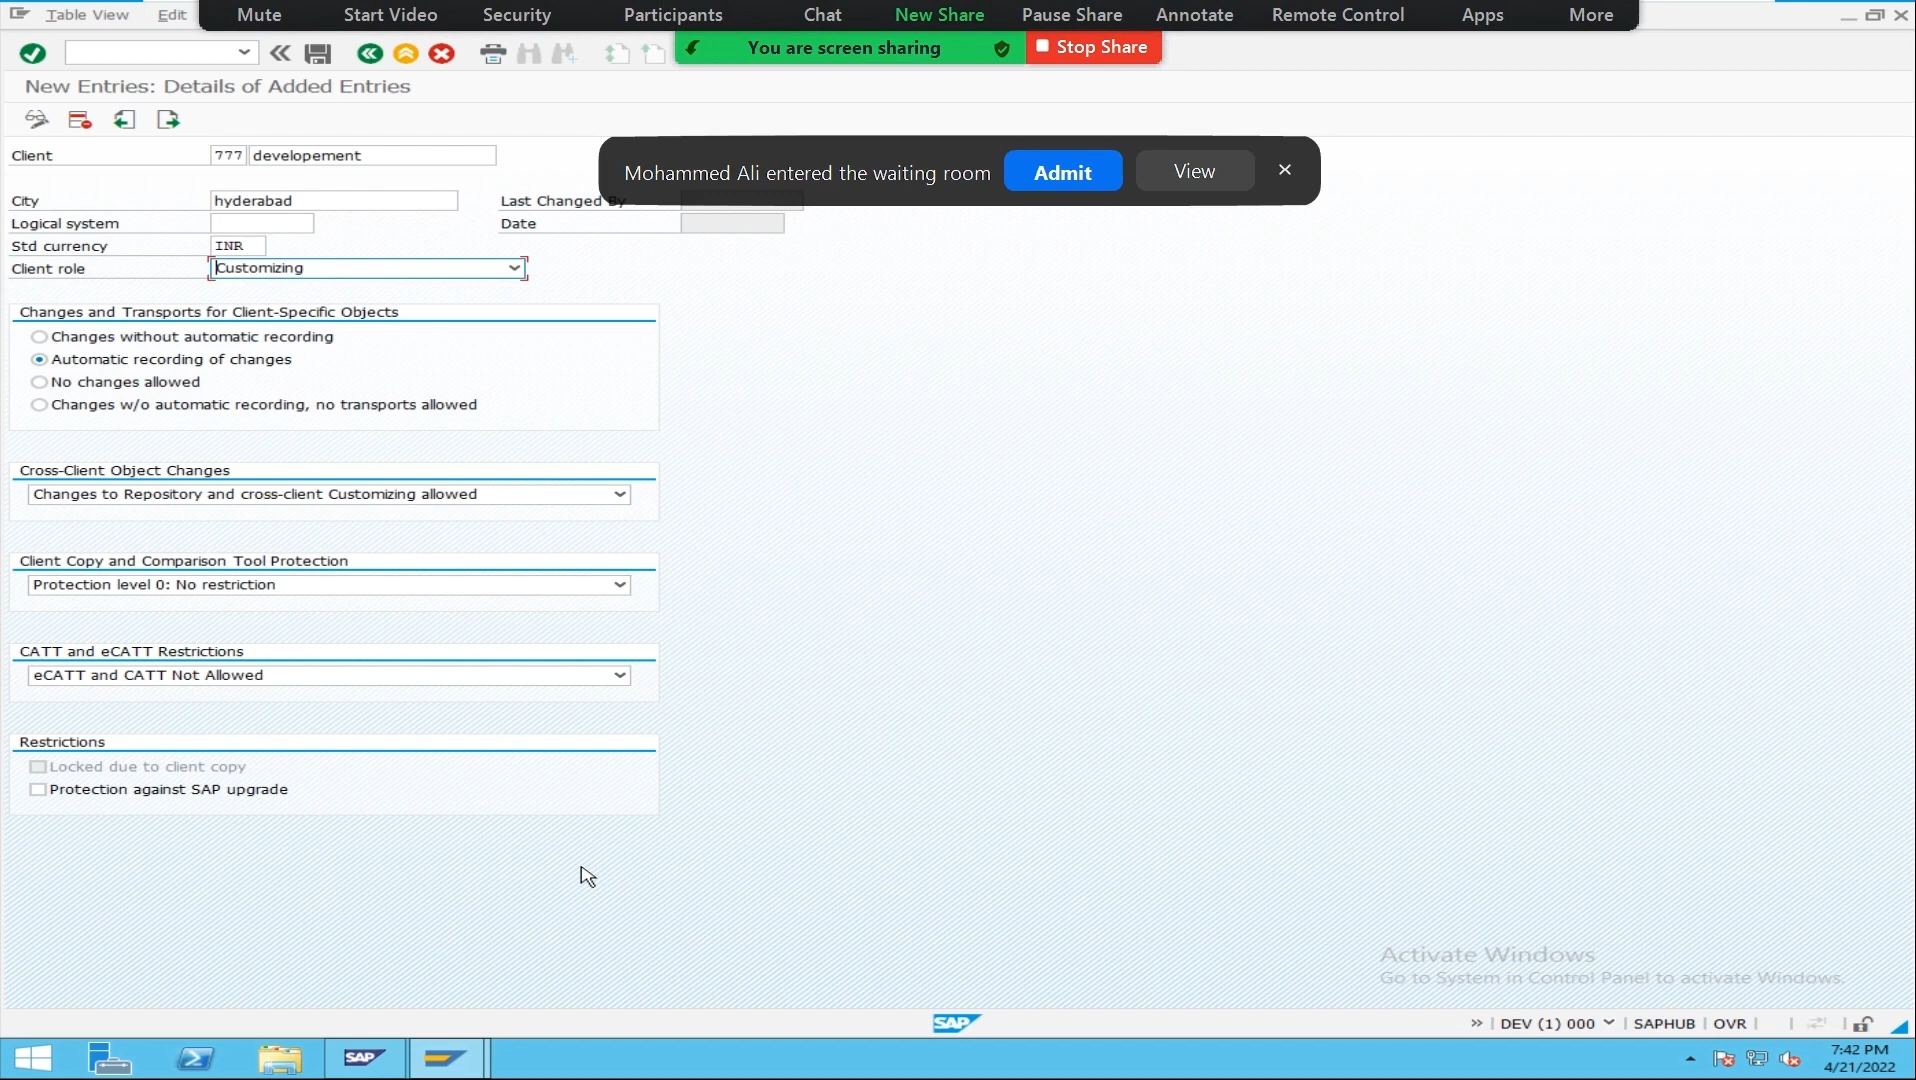 Table View Edit Mute Start Video Security Participants Chat New Share Pause Share Annotate Remote Control Apps More
You are screen sharing Stop Share
New Entries: Details of Added Entries
Client 777 developement
Mohammed Ali entered the waiting room Admit View
City hyderabad Last Changed By
Logical system Date
Std currency INR
Client role Customizing
Changes and Transports for Client-Specific Objects
Changes without automatic recording
Automatic recording of changes
No changes allowed
Changes w/o automatic recording, no transports allowed
Cross-Client Object Changes
Changes to Repository and cross-client Customizing allowed
Client Copy and Comparison Tool Protection
Protection level 0: No restriction
CATT and eCATT Restrictions
eCATT and CATT Not Allowed
Restrictions
Locked due to client copy
Protection against SAP upgrade
Activate Windows
Go to System in Control Panel to activate Windows.
SAP DEV (1) 000 SAPHUB OVR
SAP 7:42 PM
4/21/2022